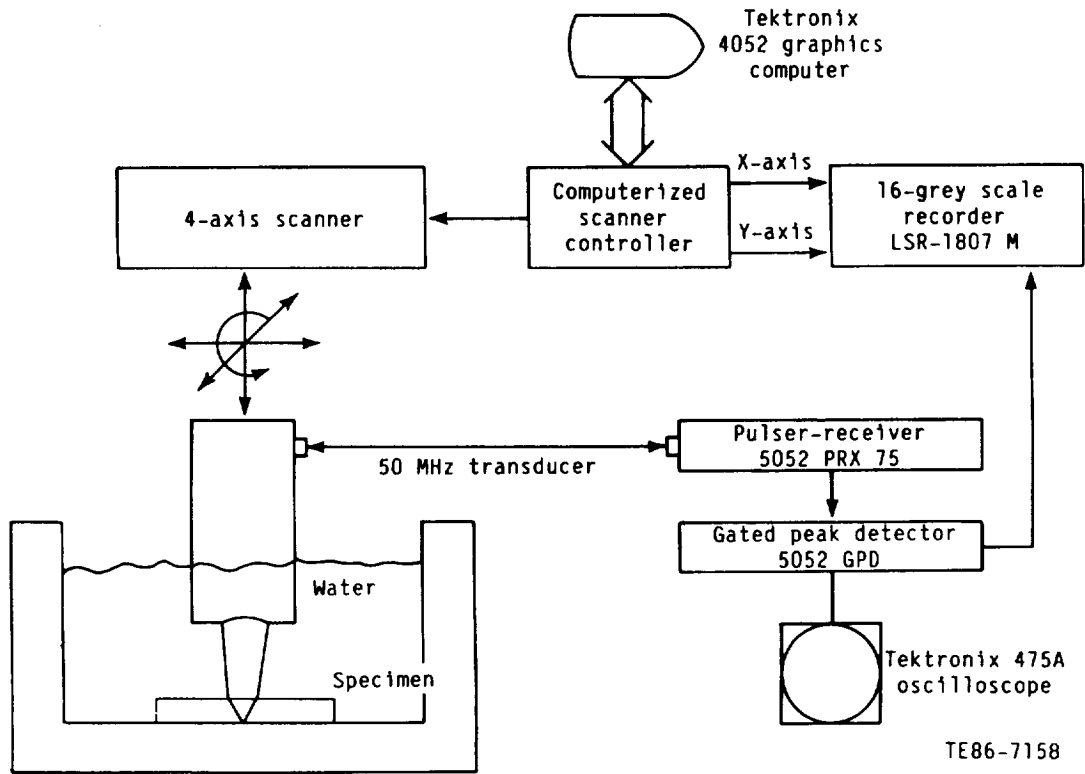 Tektronix
4052 graphics
computer
4-axis scanner
Computerized
scanner
controller
X-axis
Y-axis
16-grey scale
recorder
LSR-1807 M
50 MHz transducer
Pulser-receiver
5052 PRX 75
Gated peak detector
5052 GPD
Water
Specimen
Tektronix 475A
oscilloscope
TE86-7158